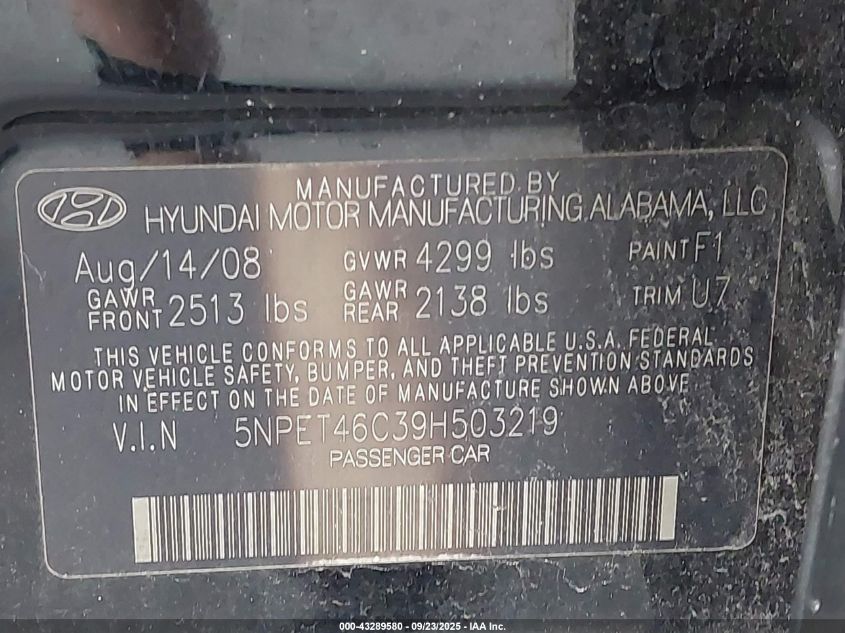 MANUFACTURED BY
HYUNDAI MOTOR MANUFACTURING ALABAMA, LLC
Aug/14/08 GVWR 4299 lbs PAINT F1
GAWR FRONT 2513 lbs GAWR REAR 2138 lbs TRIM U7
THIS VEHICLE CONFORMS TO ALL APPLICABLE U.S.A. FEDERAL
MOTOR VEHICLE SAFETY, BUMPER, AND THEFT PREVENTION STANDARDS
IN EFFECT ON THE DATE OF MANUFACTURE SHOWN ABOVE
V.I.N 5NPET46C39H503219
PASSENGER CAR
000-43289580 - 09/23/2025 - IAA Inc.